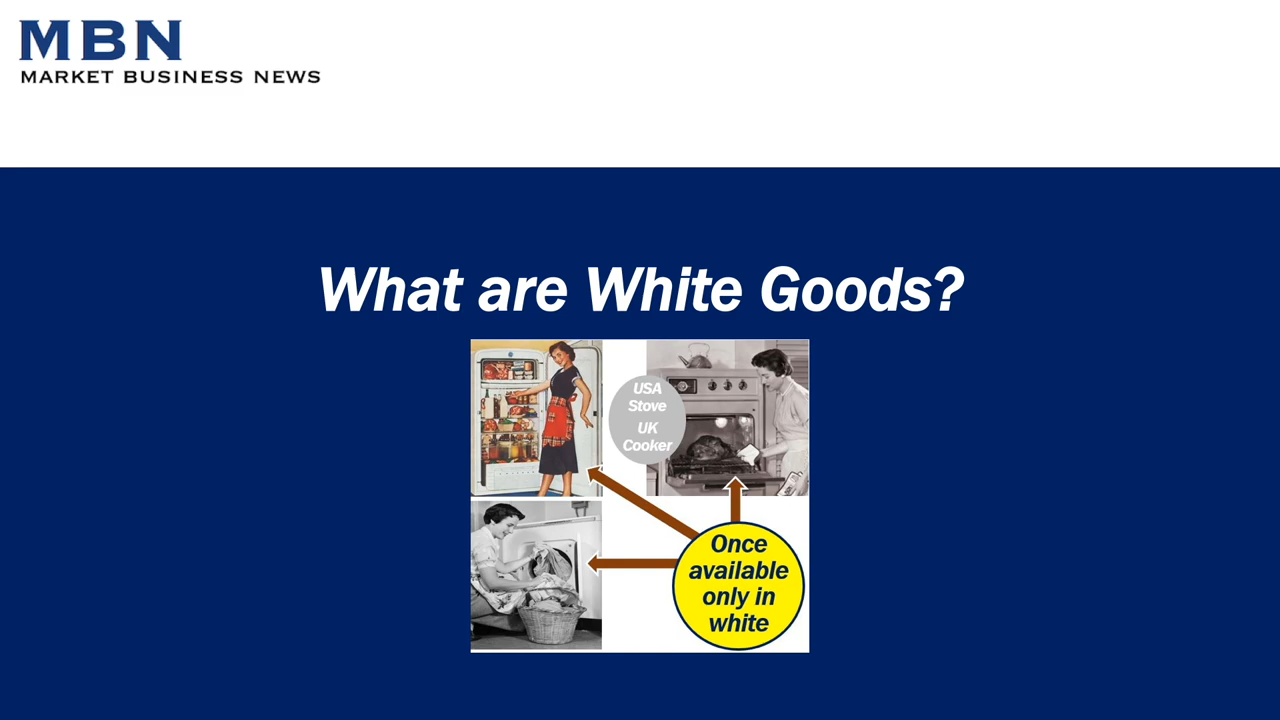 MBN
MARKET BUSINESS NEWS
What are White Goods?
USA
Stove
UK
Cooker
Once
available
only in
white